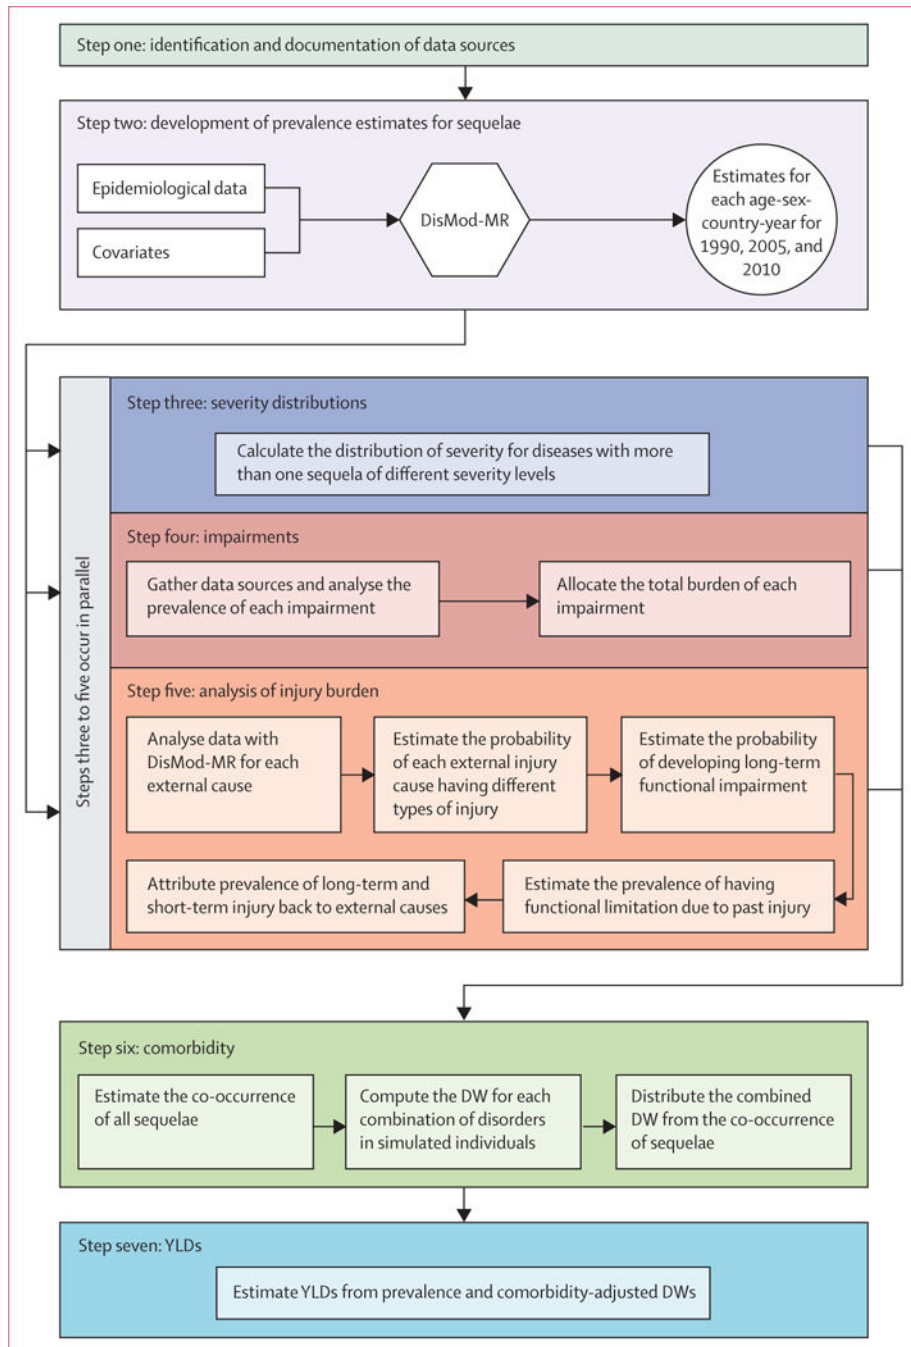 Step one: identification and documentation of data sources
Step two: development of prevalence estimates for sequelae
Epidemiological data
Covariates
DisMod-MR
Estimates for
each age-sex-
country-year for
1990, 2005, and
2010
Steps three to five occur in parallel
Step three: severity distributions
Calculate the distribution of severity for diseases with more
than one sequela of different severity levels
Step four: impairments
Gather data sources and analyse the
prevalence of each impairment
Allocate the total burden of each
impairment
Step five: analysis of injury burden
Analyse data with
DisMod-MR for each
external cause
Estimate the probability
of each external injury
cause having different
types of injury
Estimate the probability
of developing long-term
functional impairment
Estimate the prevalence of having
functional limitation due to past injury
Attribute prevalence of long-term and
short-term injury back to external causes
Step six: comorbidity
Estimate the co-occurrence
of all sequelae
Compute the DW for each
combination of disorders
in simulated individuals
Distribute the combined
DW from the co-occurrence
of sequelae
Step seven: YLDs
Estimate YLDs from prevalence and comorbidity-adjusted DWs